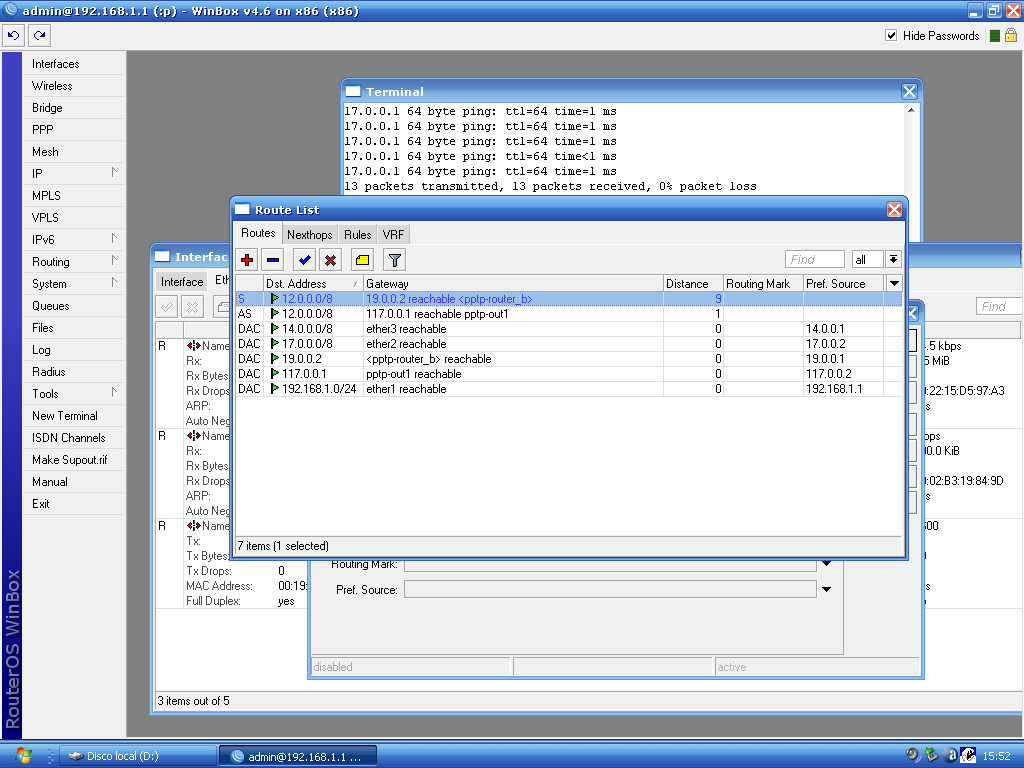 admin@192.168.1.1 (:p) - WinBox v4.6 on x86 (x86)
Hide Passwords
Interfaces
Wireless
Bridge
PPP
Mesh
IP
MPLS
VPLS
IPv6
Routing
System
Queues
Files
Log
Radius
Tools
New Terminal
ISDN Channels
Make Supout.rif
Manual
Exit
RouterOS WinBox
Terminal
17.0.0.1 64 byte ping: ttl=64 time=1 ms
17.0.0.1 64 byte ping: ttl=64 time=1 ms
17.0.0.1 64 byte ping: ttl=64 time=1 ms
17.0.0.1 64 byte ping: ttl=64 time<1 ms
17.0.0.1 64 byte ping: ttl=64 time=1 ms
13 packets transmitted, 13 packets received, 0% packet loss
Route List
Routes Nexthops Rules VRF
Find all
Dst. Address Gateway Distance Routing Mark Pref. Source
S 12.0.0.0/8 19.0.0.2 reachable <pptp-router_b> 9
AS 12.0.0.0/8 117.0.0.1 reachable pptp-out1 1
DAC 14.0.0.0/8 ether3 reachable 0 14.0.0.1
DAC 17.0.0.0/8 ether2 reachable 0 17.0.0.2
DAC 19.0.0.2 <pptp-router_b> reachable 0 19.0.0.1
DAC 117.0.0.1 pptp-out1 reachable 0 117.0.0.2
DAC 192.168.1.0/24 ether1 reachable 0 192.168.1.1
7 items (1 selected)
Interfac
Interface Eth
Find
R Name
.5 kbps
Rx:
5 MiB
Rx Bytes
Rx Drops
:22:15:D5:97:A3
ARP:
Auto Neg
R Name
bps
Rx:
00.0 KiB
Rx Bytes
Rx Drops
:02:B3:19:84:9D
ARP:
Auto Neg
R Name
Tx:
Tx Bytes:
Tx Drops: 0
MAC Address: 00:19:
Full Duplex: yes
3 items out of 5
Routing Mark:
Pref. Source:
disabled
active
Disco local (D:)
admin@192.168.1.1 ...
15:52